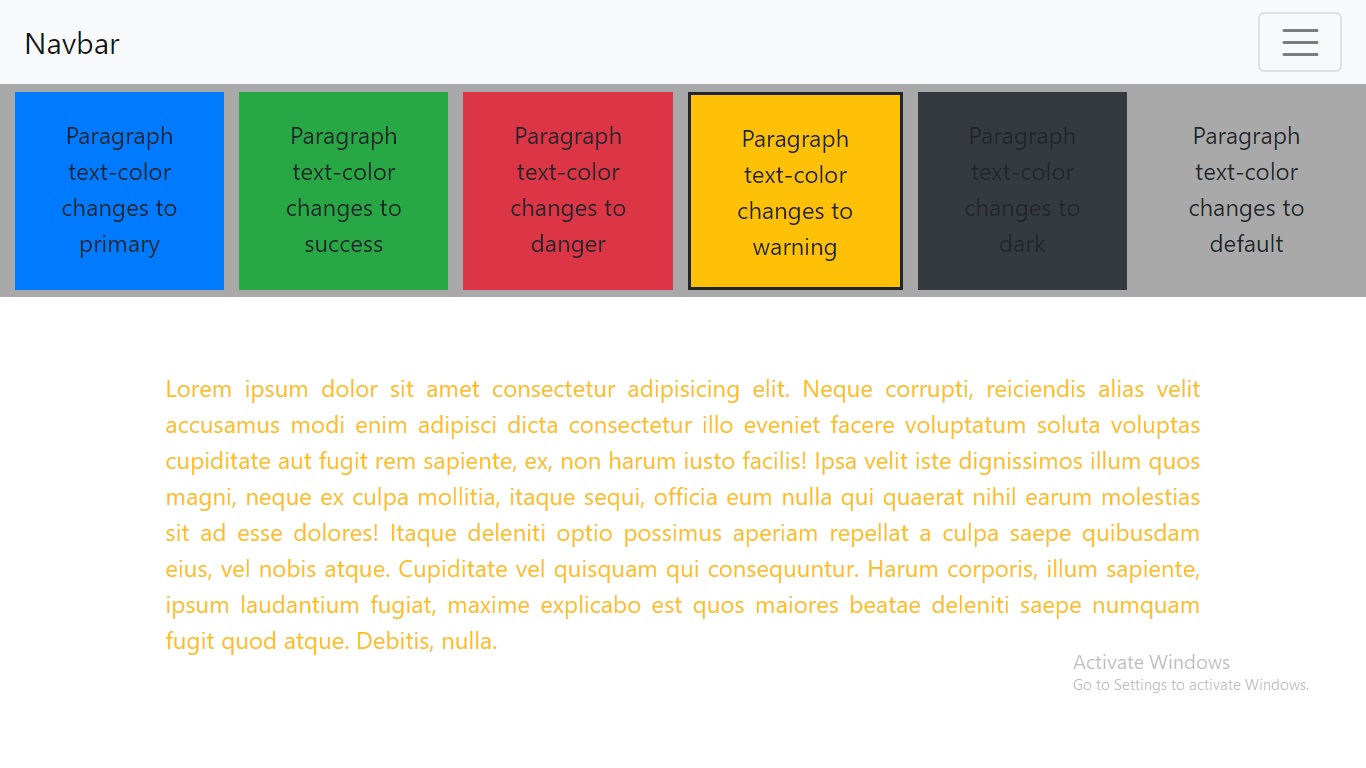 Navbar
Paragraph
text-color
changes to
primary
Paragraph
text-color
changes to
success
Paragraph
text-color
changes to
danger
Paragraph
text-color
changes to
warning
Paragraph
text-color
changes to
dark
Paragraph
text-color
changes to
default
Lorem ipsum dolor sit amet consectetur adipisicing elit. Neque corrupti, reiciendis alias velit
accusamus modi enim adipisci dicta consectetur illo eveniet facere voluptatum soluta voluptas
cupiditate aut fugit rem sapiente, ex, non harum iusto facilis! Ipsa velit iste dignissimos illum quos
magni, neque ex culpa mollitia, itaque sequi, officia eum nulla qui quaerat nihil earum molestias
sit ad esse dolores! Itaque deleniti optio possimus aperiam repellat a culpa saepe quibusdam
eius, vel nobis atque. Cupiditate vel quisquam qui consequuntur. Harum corporis, illum sapiente,
ipsum laudantium fugiat, maxime explicabo est quos maiores beatae deleniti saepe numquam
fugit quod atque. Debitis, nulla.
Activate Windows
Go to Settings to activate Windows.